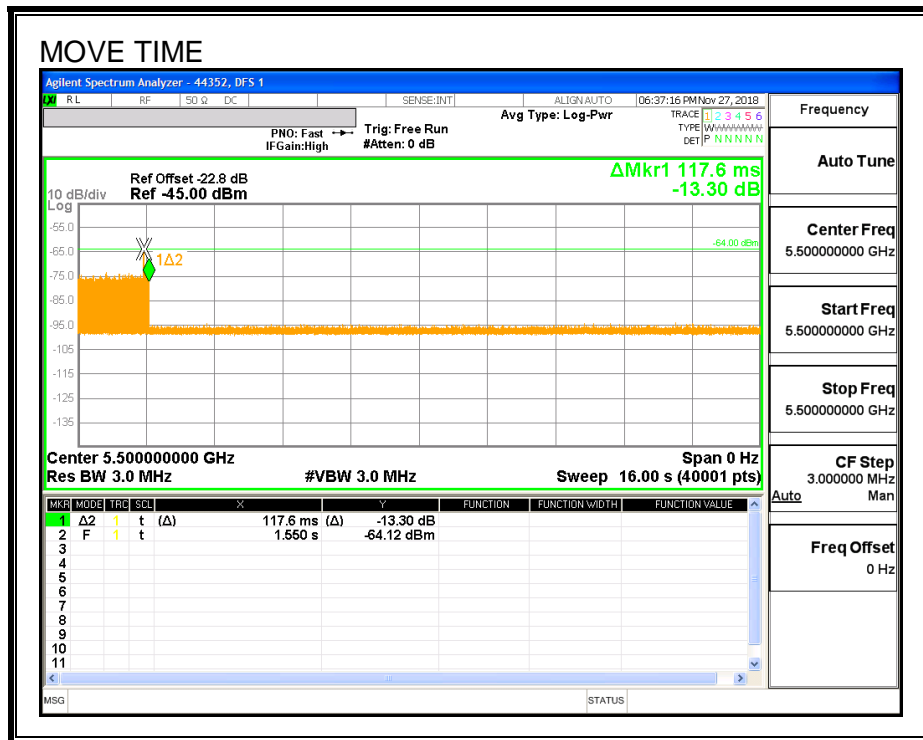 MOVE TIME
Agilent Spectrum Analyzer - 44352, DFS 1
LXI RL RF 50 Ω DC SENSE:INT ALIGN AUTO 06:37:16 PM Nov 27, 2018
Avg Type: Log-Pwr
TRACE 1 2 3 4 5 6
TYPE WWWWWW
DET P N N N N N
PNO: Fast Trig: Free Run
IFGain:High #Atten: 0 dB
Frequency
Auto Tune
Center Freq
5.500000000 GHz
Start Freq
5.500000000 GHz
Stop Freq
5.500000000 GHz
CF Step
3.000000 MHz
Auto Man
Freq Offset
0 Hz
ΔMkr1 117.6 ms
-13.30 dB
Ref Offset -22.8 dB
10 dB/div Ref -45.00 dBm
Log
-55.0
-64.00 dBm
-65.0
1Δ2
-75.0
-85.0
-95.0
-105
-115
-125
-135
Center 5.500000000 GHz Span 0 Hz
Res BW 3.0 MHz #VBW 3.0 MHz Sweep 16.00 s (40001 pts)
MKR MODE TRC SCL X Y FUNCTION FUNCTION WIDTH FUNCTION VALUE
1 Δ2 1 t (Δ) 117.6 ms (Δ) -13.30 dB
2 F 1 t 1.550 s -64.12 dBm
3
4
5
6
7
8
9
10
11
MSG STATUS